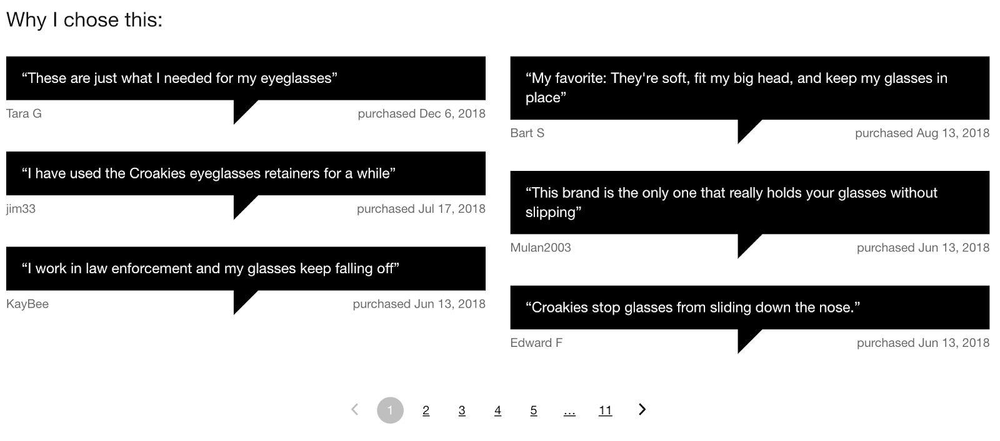 Why I chose this:
“These are just what I needed for my eyeglasses”
Tara G
purchased Dec 6, 2018
“My favorite: They're soft, fit my big head, and keep my glasses in
place”
Bart S
purchased Aug 13, 2018
“I have used the Croakies eyeglasses retainers for a while”
jim33
purchased Jul 17, 2018
“This brand is the only one that really holds your glasses without
slipping”
Mulan2003
purchased Jun 13, 2018
“I work in law enforcement and my glasses keep falling off”
KayBee
purchased Jun 13, 2018
“Croakies stop glasses from sliding down the nose.”
Edward F
purchased Jun 13, 2018
1 2 3 4 5 ... 11